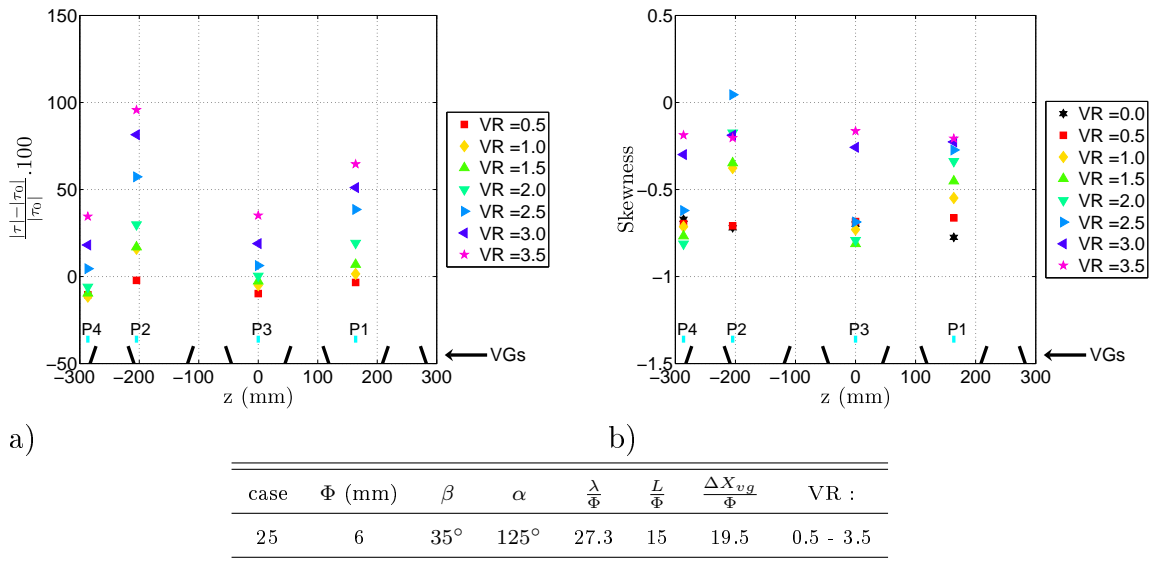 150
100
50
0
−50
−300 −200 −100 0 100 200 300
z (mm)
|τ|−|τ0| / |τ0| .100
P4 P2 P3 P1
VGs
VR =0.5
VR =1.0
VR =1.5
VR =2.0
VR =2.5
VR =3.0
VR =3.5
a)
0.5
0
−0.5
−1
−1.5
−300 −200 −100 0 100 200 300
z (mm)
Skewness
P4 P2 P3 P1
VGs
VR =0.0
VR =0.5
VR =1.0
VR =1.5
VR =2.0
VR =2.5
VR =3.0
VR =3.5
b)
case Φ (mm) β α λ/Φ L/Φ ΔXvg/Φ VR :
25 6 35° 125° 27.3 15 19.5 0.5 - 3.5